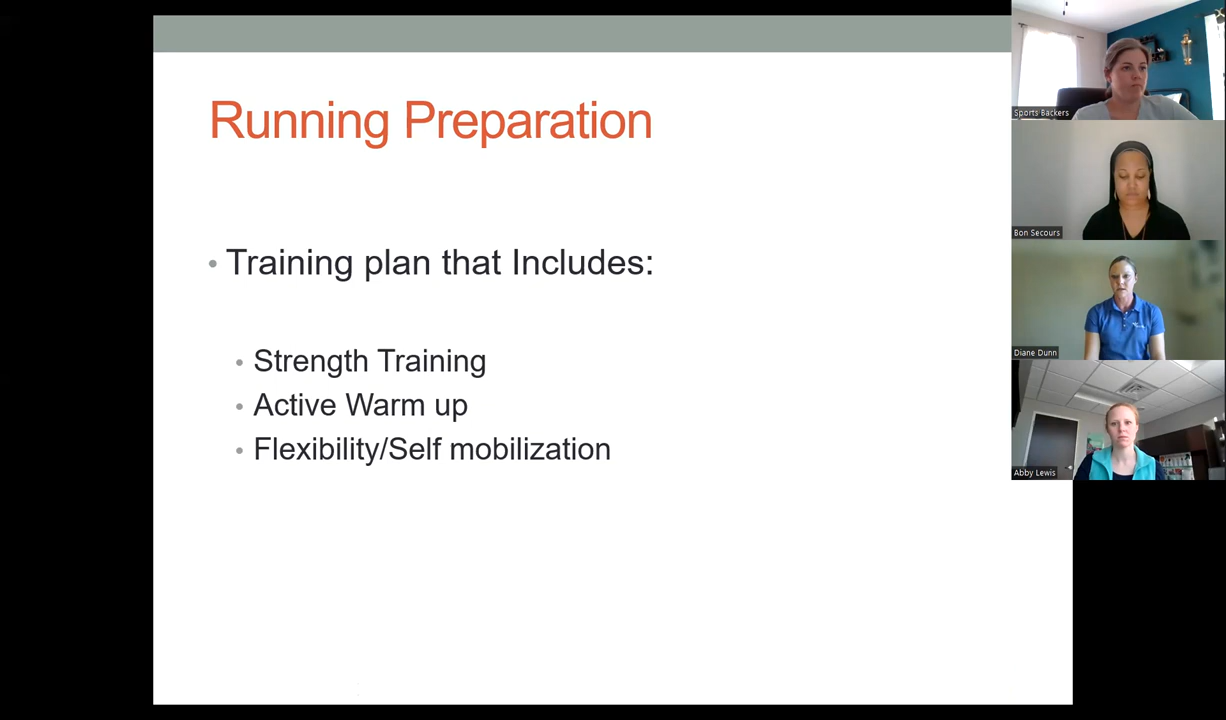 Running Preparation
• Training plan that Includes:
• Strength Training
• Active Warm up
• Flexibility/Self mobilization
Sports Backers
Bon Secours
Diane Dunn
Abby Lewis